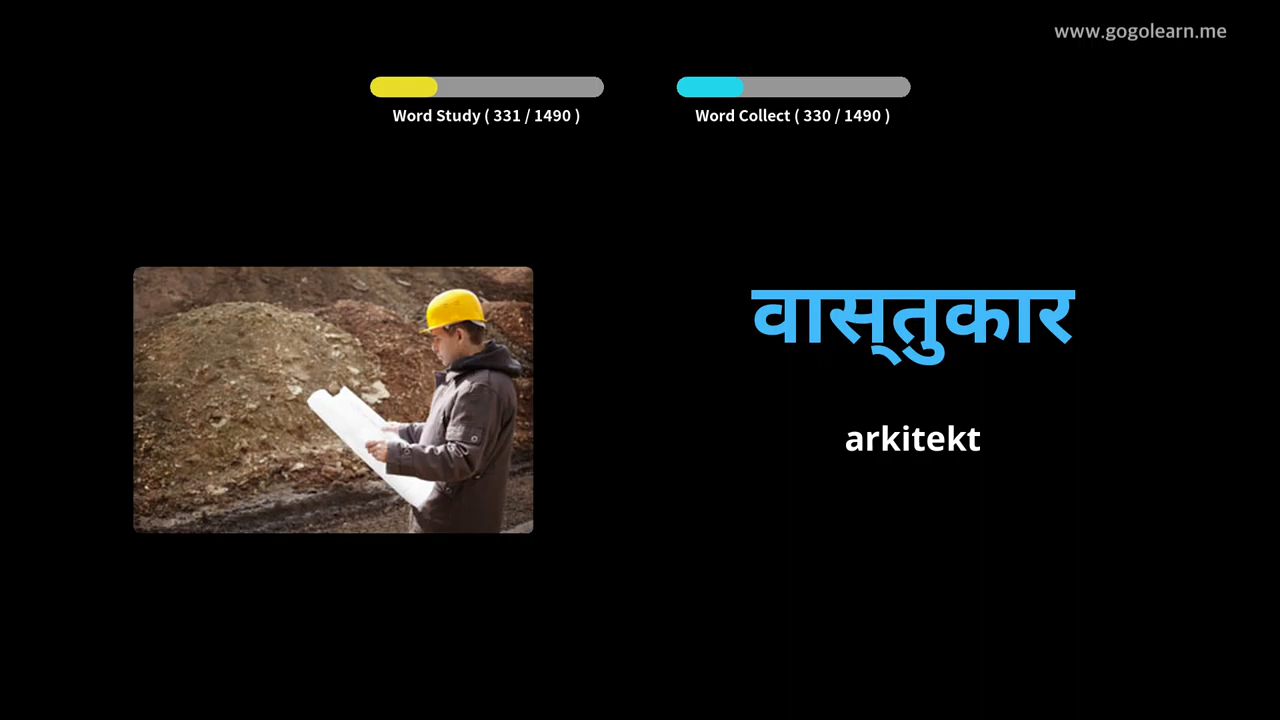 www.gogolearn.me
Word Study ( 331 / 1490 )
Word Collect ( 330 / 1490 )
वास्‌तुकार
arkitekt